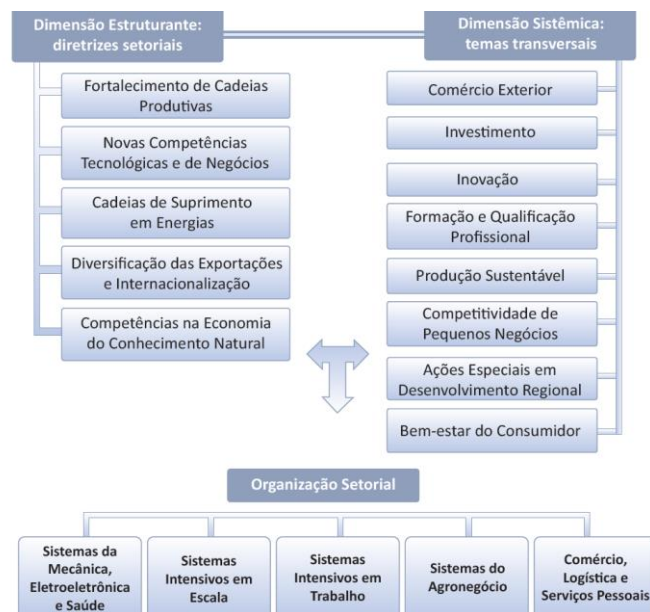 Dimensão Estruturante:
diretrizes setoriais
Fortalecimento de Cadeias
Produtivas
Novas Competências
Tecnológicas e de Negócios
Cadeias de Suprimento
em Energias
Diversificação das Exportações
e Internacionalização
Competências na Economia
do Conhecimento Natural
Dimensão Sistêmica:
temas transversais
Comércio Exterior
Investimento
Inovação
Formação e Qualificação
Profissional
Produção Sustentável
Competitividade de
Pequenos Negócios
Ações Especiais em
Desenvolvimento Regional
Bem-estar do Consumidor
Organização Setorial
Sistemas da
Mecânica,
Eletroeletrônica
e Saúde
Sistemas
Intensivos em
Escala
Sistemas
Intensivos em
Trabalho
Sistemas do
Agronegócio
Comércio,
Logística e
Serviços Pessoais